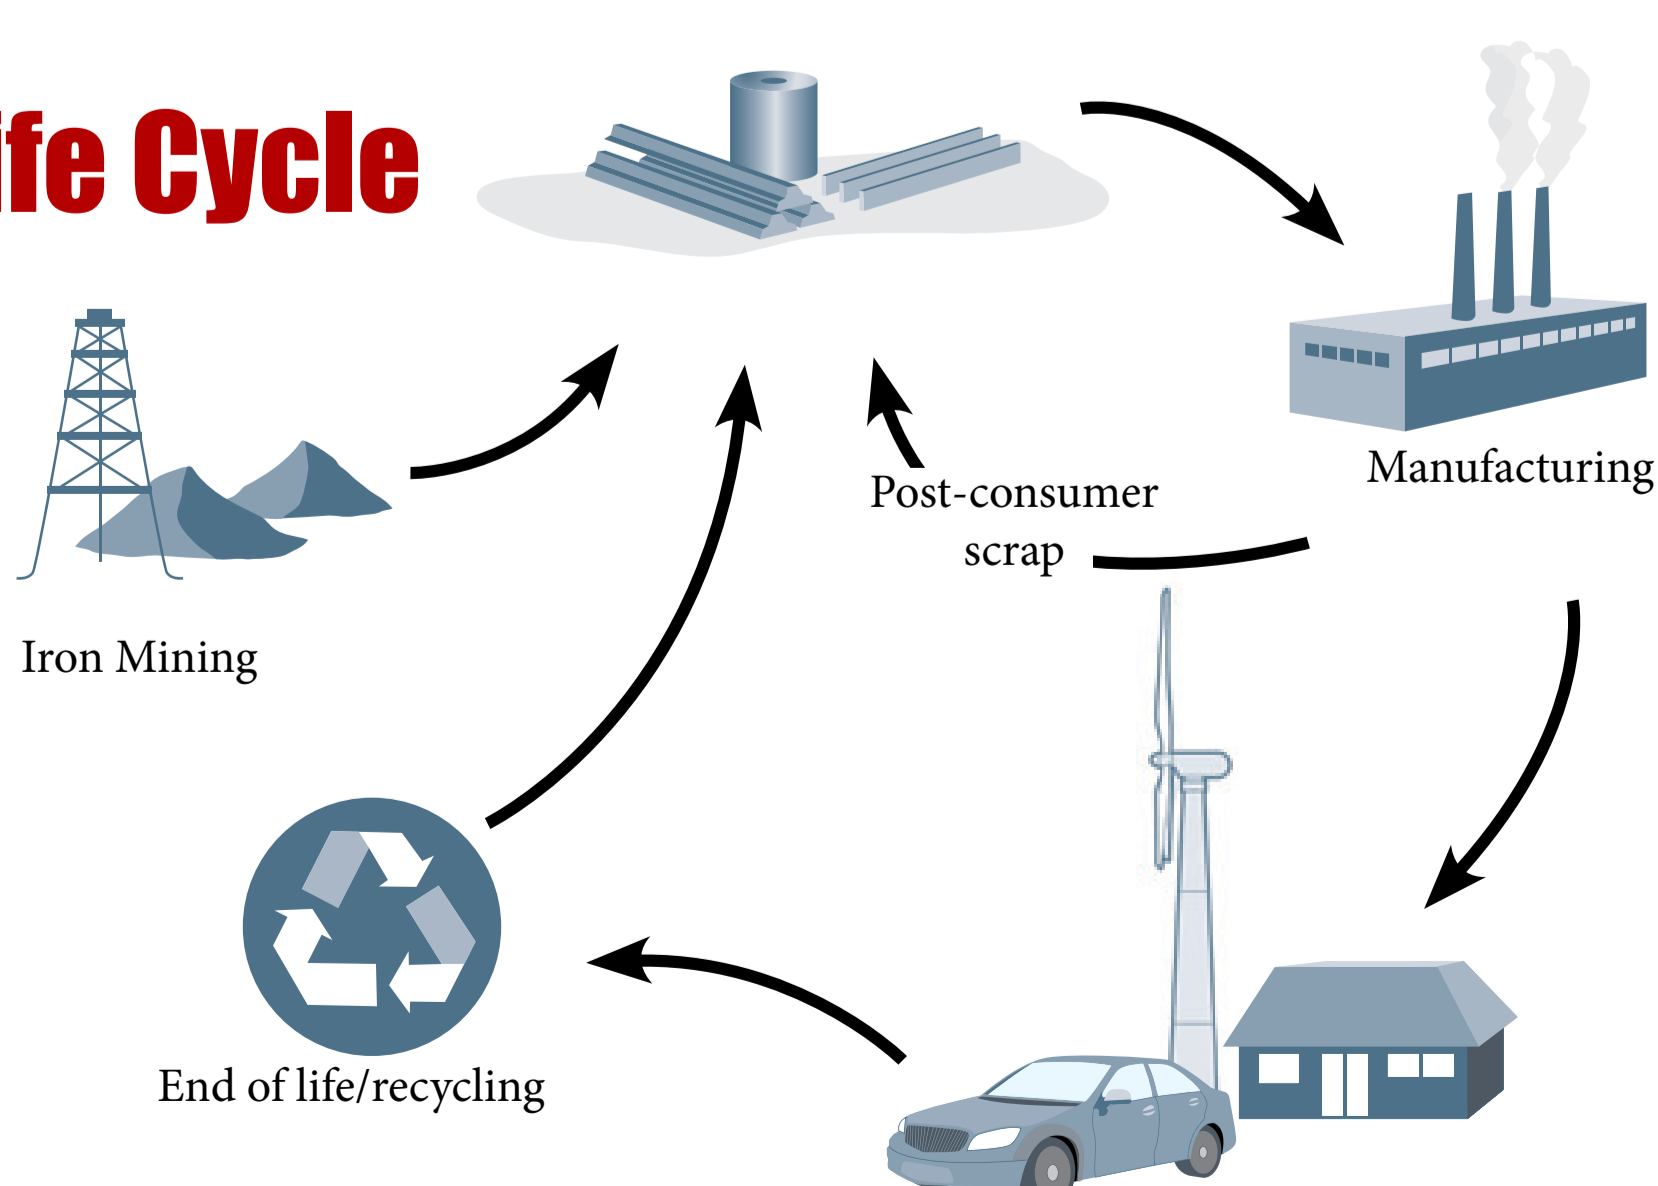 ife Cycle
Manufacturing
Post-consumer
scrap
Iron Mining
End of life/recycling